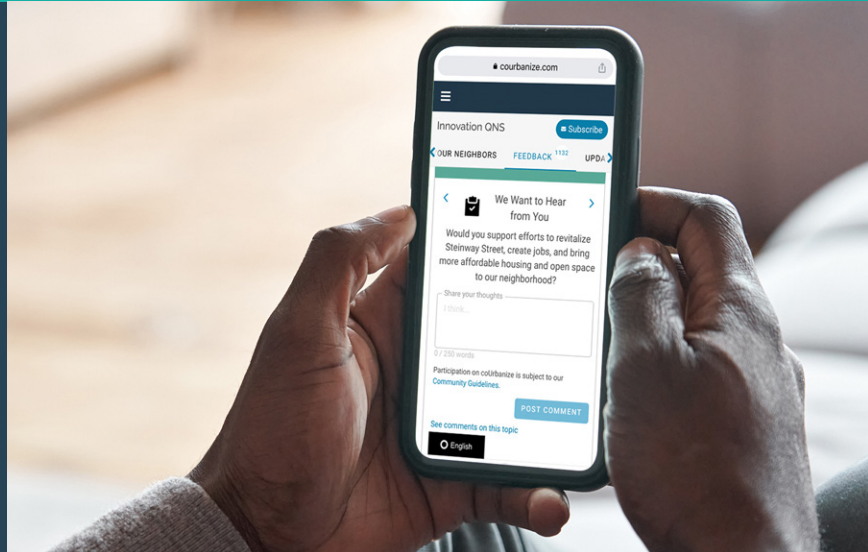 courbanize.com
Innovation QNS
Subscribe
OUR NEIGHBORS
FEEDBACK 1132
UPDA
We Want to Hear
from You
Would you support efforts to revitalize
Steinway Street, create jobs, and bring
more affordable housing and open space
to our neighborhood?
Share your thoughts
I think...
0 / 250 words
Participation on coUrbanize is subject to our
Community Guidelines.
POST COMMENT
See comments on this topic
English